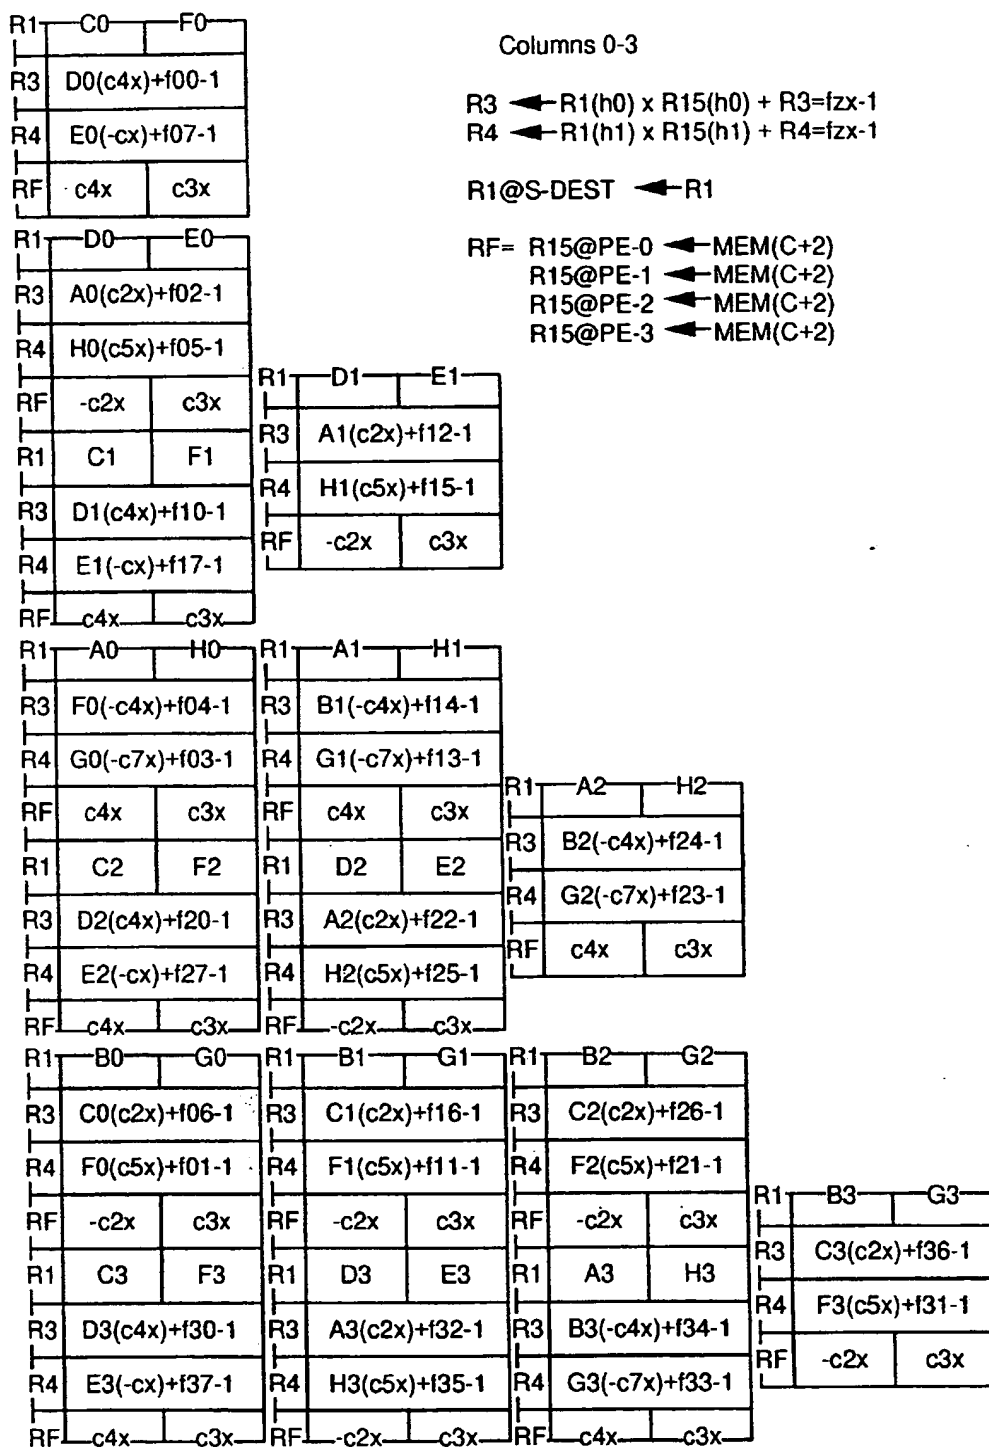 Columns 0-3
R3 ◄─ R1(h0) x R15(h0) + R3=fzx-1
R4 ◄─ R1(h1) x R15(h1) + R4=fzx-1
R1@S-DEST ◄─ R1
RF= R15@PE-0 ◄─ MEM(C+2)
R15@PE-1 ◄─ MEM(C+2)
R15@PE-2 ◄─ MEM(C+2)
R15@PE-3 ◄─ MEM(C+2)
R1 C0 F0
R3 D0(c4x)+f00-1
R4 E0(-cx)+f07-1
RF c4x c3x
R1 D0 E0
R3 A0(c2x)+f02-1
R4 H0(c5x)+f05-1
RF -c2x c3x
R1 C1 F1
R3 D1(c4x)+f10-1
R4 E1(-cx)+f17-1
RF c4x c3x
R1 D1 E1
R3 A1(c2x)+f12-1
R4 H1(c5x)+f15-1
RF -c2x c3x
R1 A0 H0
R3 F0(-c4x)+f04-1
R4 G0(-c7x)+f03-1
RF c4x c3x
R1 C2 F2
R3 D2(c4x)+f20-1
R4 E2(-cx)+f27-1
RF c4x c3x
R1 A1 H1
R3 B1(-c4x)+f14-1
R4 G1(-c7x)+f13-1
RF c4x c3x
R1 D2 E2
R3 A2(c2x)+f22-1
R4 H2(c5x)+f25-1
RF -c2x c3x
R1 A2 H2
R3 B2(-c4x)+f24-1
R4 G2(-c7x)+f23-1
RF c4x c3x
R1 B0 G0
R3 C0(c2x)+f06-1
R4 F0(c5x)+f01-1
RF -c2x c3x
R1 C3 F3
R3 D3(c4x)+f30-1
R4 E3(-cx)+f37-1
RF c4x c3x
R1 B1 G1
R3 C1(c2x)+f16-1
R4 F1(c5x)+f11-1
RF -c2x c3x
R1 D3 E3
R3 A3(c2x)+f32-1
R4 H3(c5x)+f35-1
RF -c2x c3x
R1 B2 G2
R3 C2(c2x)+f26-1
R4 F2(c5x)+f21-1
RF -c2x c3x
R1 A3 H3
R3 B3(-c4x)+f34-1
R4 G3(-c7x)+f33-1
RF c4x c3x
R1 B3 G3
R3 C3(c2x)+f36-1
R4 F3(c5x)+f31-1
RF -c2x c3x